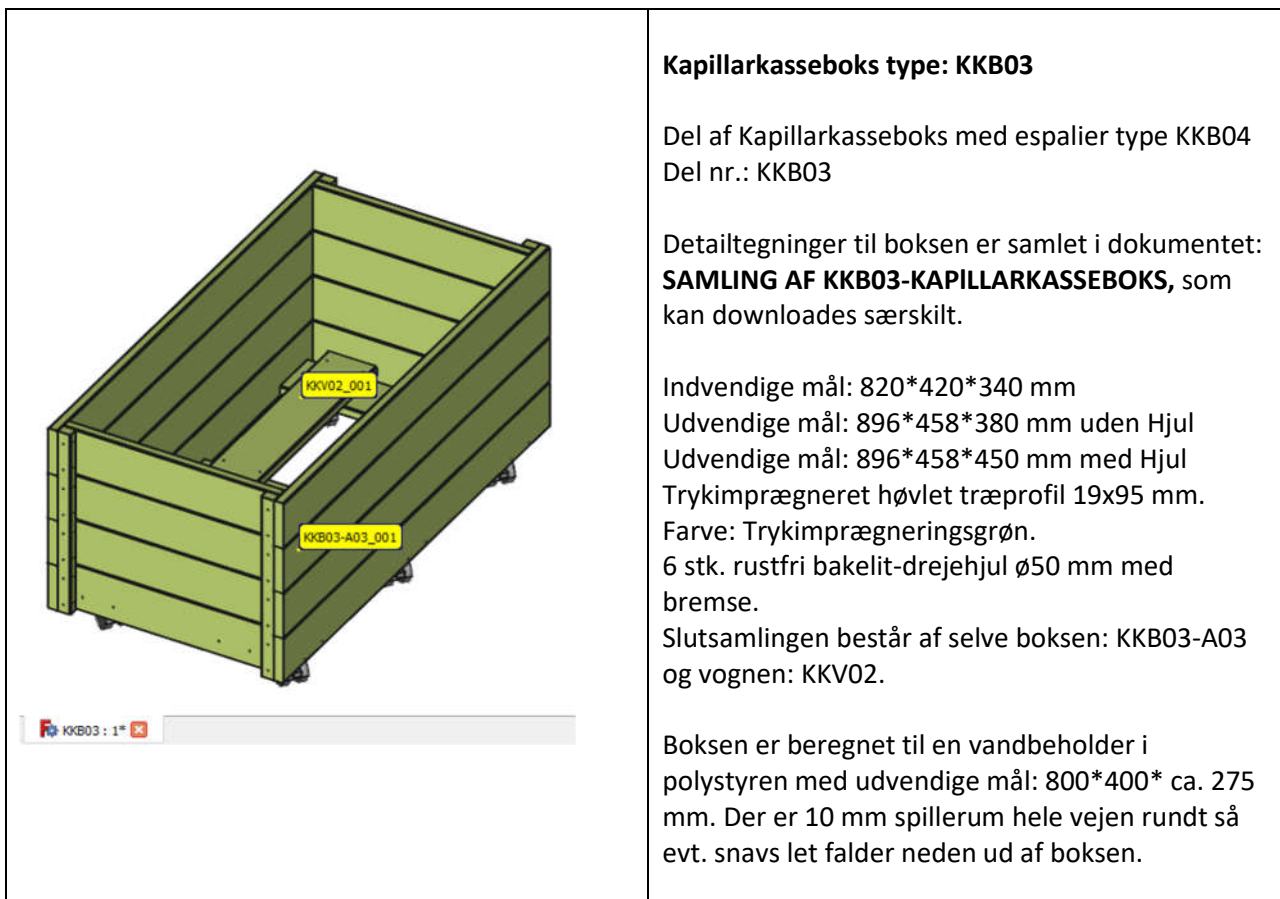 KKV02_001
KKB03-A03_001
KKB03 : 1*
Kapillarkasseboks type: KKB03
Del af Kapillarkasseboks med espalier type KKB04
Del nr.: KKB03
Detailtegninger til boksen er samlet i dokumentet:
SAMLING AF KKB03-KAPlLLARKASSEBOKS, som
kan downloades særskilt.
Indvendige mål: 820*420*340 mm
Udvendige mål: 896*458*380 mm uden Hjul
Udvendige mål: 896*458*450 mm med Hjul
Trykimprægneret høvlet træprofil 19x95 mm.
Farve: Trykimprægneringsgrøn.
6 stk. rustfri bakelit-drejehjul ø50 mm med
bremse.
Slutsamlingen består af selve boksen: KKB03-A03
og vognen: KKV02.
Boksen er beregnet til en vandbeholder i
polystyren med udvendige mål: 800*400* ca. 275
mm. Der er 10 mm spillerum hele vejen rundt så
evt. snavs let falder neden ud af boksen.